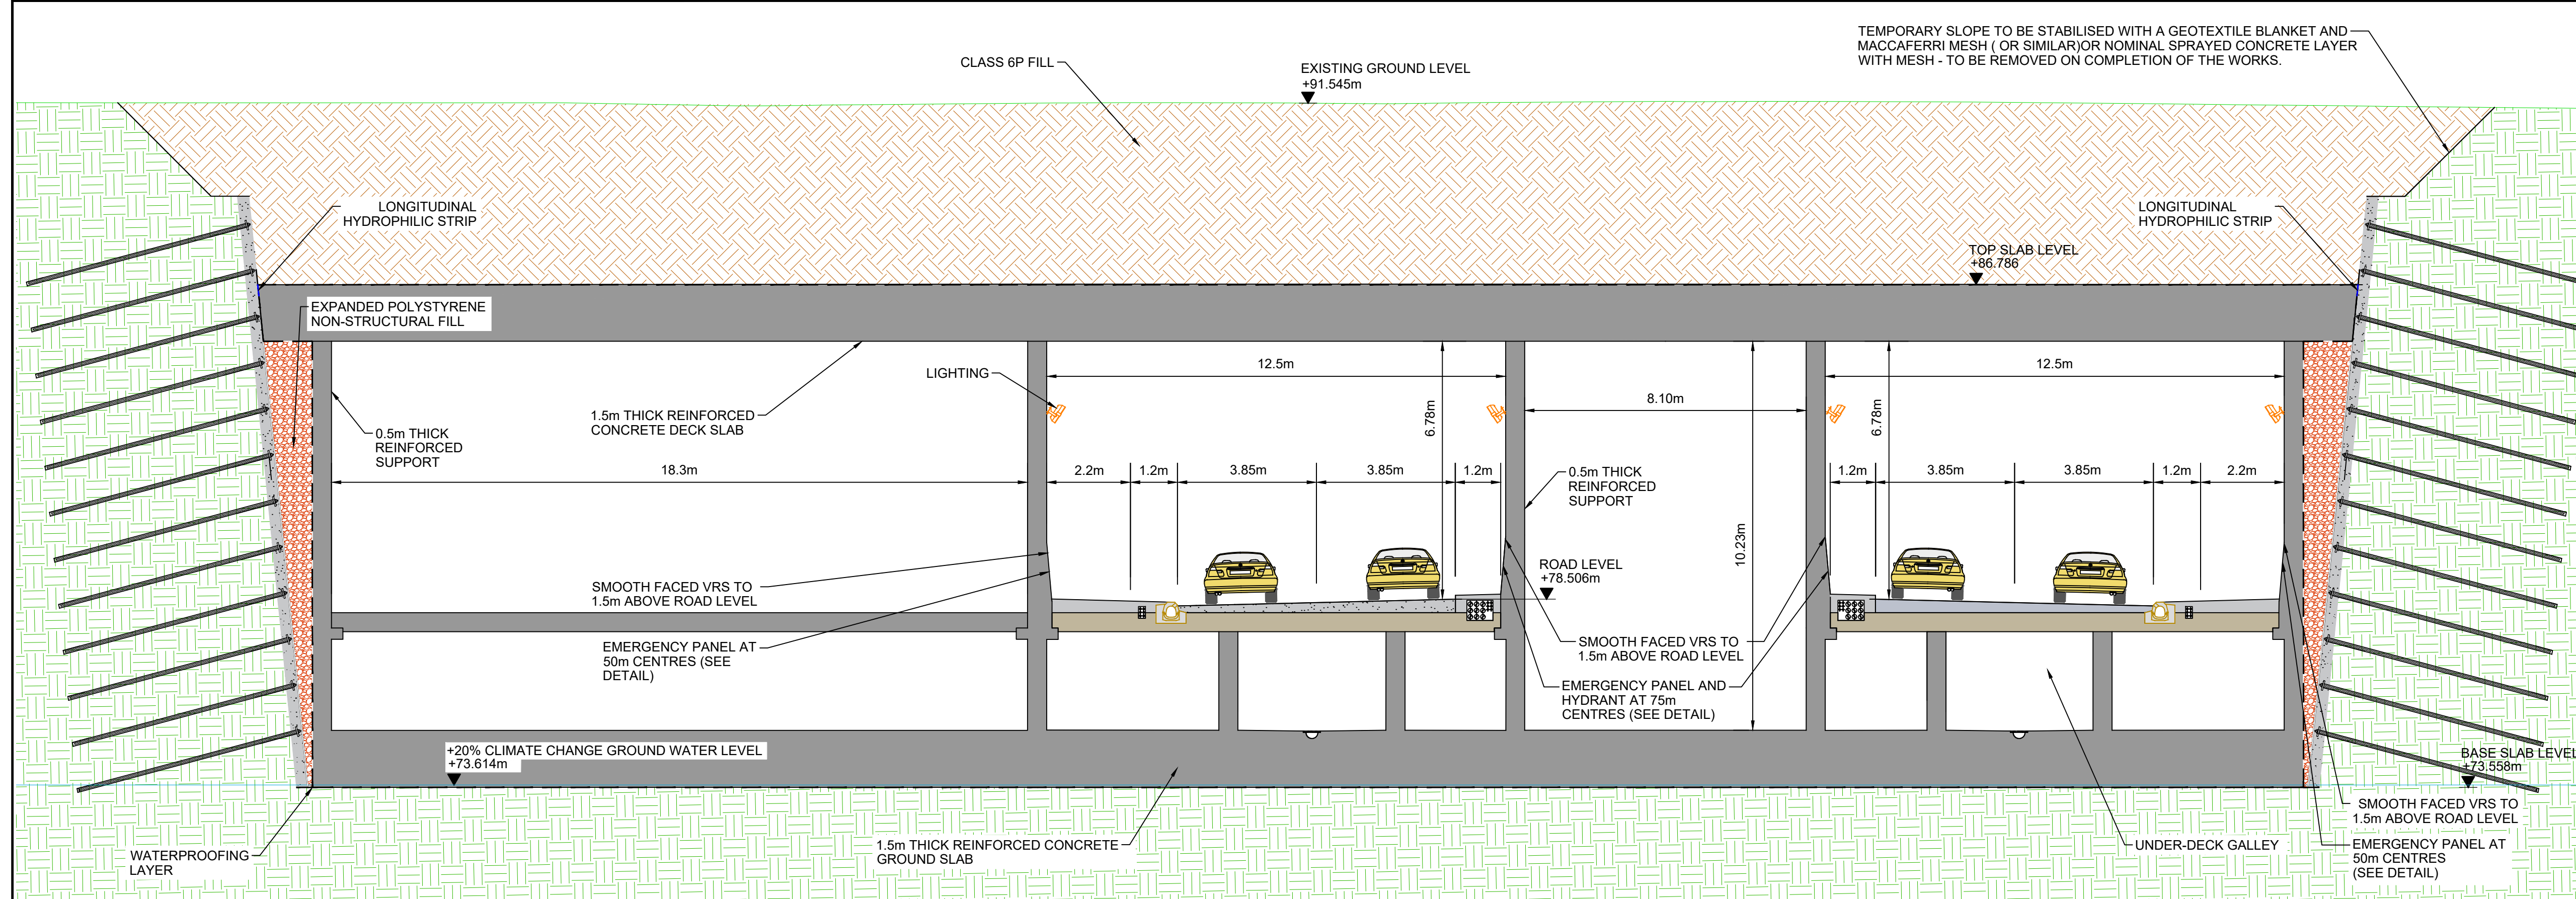 TEMPORARY SLOPE TO BE STABILISED WITH A GEOTEXTILE BLANKET AND
MACCAFERRI MESH ( OR SIMILAR)OR NOMINAL SPRAYED CONCRETE LAYER
WITH MESH - TO BE REMOVED ON COMPLETION OF THE WORKS.
CLASS 6P FILL
EXISTING GROUND LEVEL
+91.545m
LONGITUDINAL
HYDROPHILIC STRIP
LONGITUDINAL
HYDROPHILIC STRIP
TOP SLAB LEVEL
+86.786
EXPANDED POLYSTYRENE
NON-STRUCTURAL FILL
LIGHTING
12.5m
12.5m
8.10m
6.78m
6.78m
1.5m THICK REINFORCED
CONCRETE DECK SLAB
0.5m THICK
REINFORCED
SUPPORT
18.3m
2.2m
1.2m
3.85m
3.85m
1.2m
0.5m THICK
REINFORCED
SUPPORT
1.2m
3.85m
3.85m
1.2m
2.2m
10.23m
ROAD LEVEL
+78.506m
SMOOTH FACED VRS TO
1.5m ABOVE ROAD LEVEL
EMERGENCY PANEL AT
50m CENTRES (SEE
DETAIL)
SMOOTH FACED VRS TO
1.5m ABOVE ROAD LEVEL
EMERGENCY PANEL AND
HYDRANT AT 75m
CENTRES (SEE DETAIL)
+20% CLIMATE CHANGE GROUND WATER LEVEL
+73.614m
BASE SLAB LEVEL
+73.558m
SMOOTH FACED VRS TO
1.5m ABOVE ROAD LEVEL
WATERPROOFING
LAYER
1.5m THICK REINFORCED CONCRETE
GROUND SLAB
UNDER-DECK GALLEY
EMERGENCY PANEL AT
50m CENTRES
(SEE DETAIL)